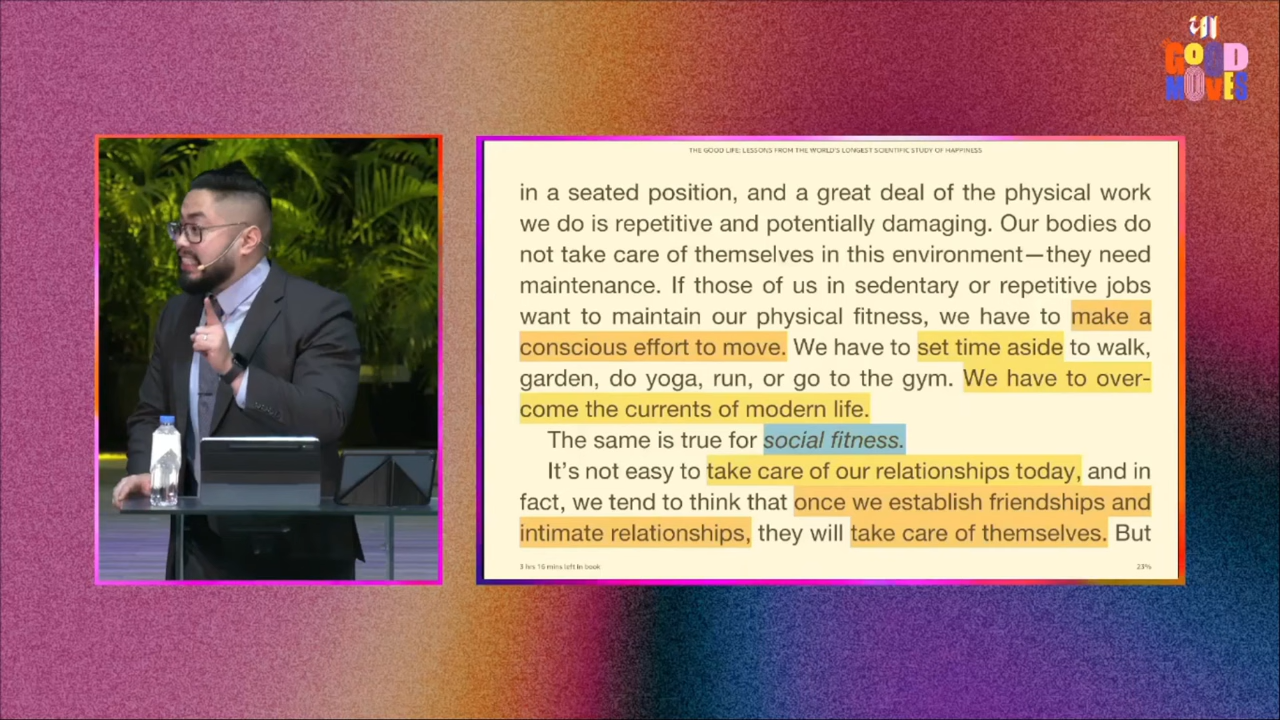 GOOD
MOVES
THE GOOD LIFE: LESSONS FROM THE WORLD'S LONGEST SCIENTIFIC STUDY OF HAPPINESS
in a seated position, and a great deal of the physical work
we do is repetitive and potentially damaging. Our bodies do
not take care of themselves in this environment—they need
maintenance. If those of us in sedentary or repetitive jobs
want to maintain our physical fitness, we have to make a
conscious effort to move. We have to set time aside to walk,
garden, do yoga, run, or go to the gym. We have to over-
come the currents of modern life.
The same is true for social fitness.
It's not easy to take care of our relationships today, and in
fact, we tend to think that once we establish friendships and
intimate relationships, they will take care of themselves. But
3 hrs 16 mins left in book
23%